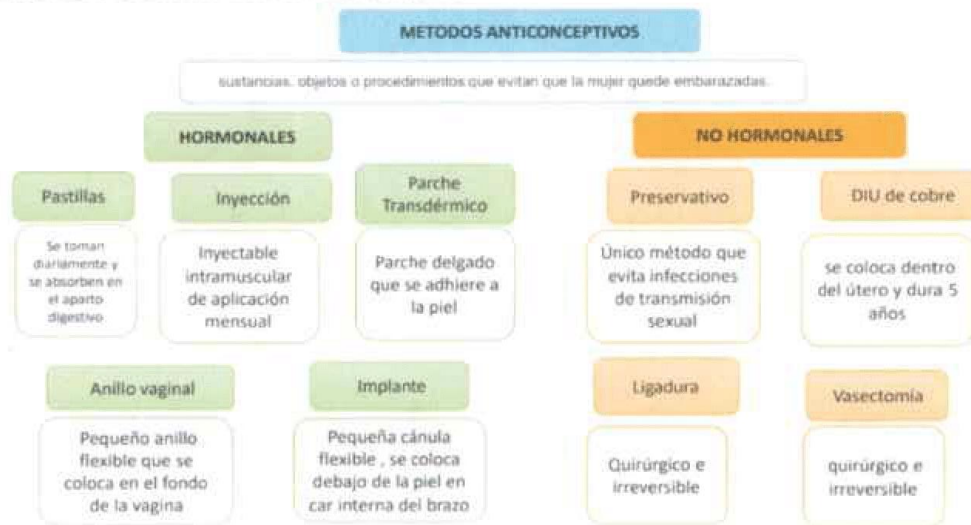 METODOS ANTICONCEPTIVOS
sustancias, objetos o procedimientos que evitan que la mujer quede embarazadas.
HORMONALES
NO HORMONALES
Pastillas
Se toman
diariamente y
se absorben en
el aparto
digestivo
Inyección
Inyectable
intramuscular
de aplicación
mensual
Parche
Transdérmico
Parche delgado
que se adhiere a
la piel
Preservativo
Único método que
evita infecciones
de transmisión
sexual
DIU de cobre
se coloca dentro
del útero y dura 5
años
Anillo vaginal
Pequeño anillo
flexible que se
coloca en el fondo
de la vagina
Implante
Pequeña cánula
flexible , se coloca
debajo de la piel en
car interna del brazo
Ligadura
Quirúrgico e
irreversible
Vasectomía
quirúrgico e
irreversible